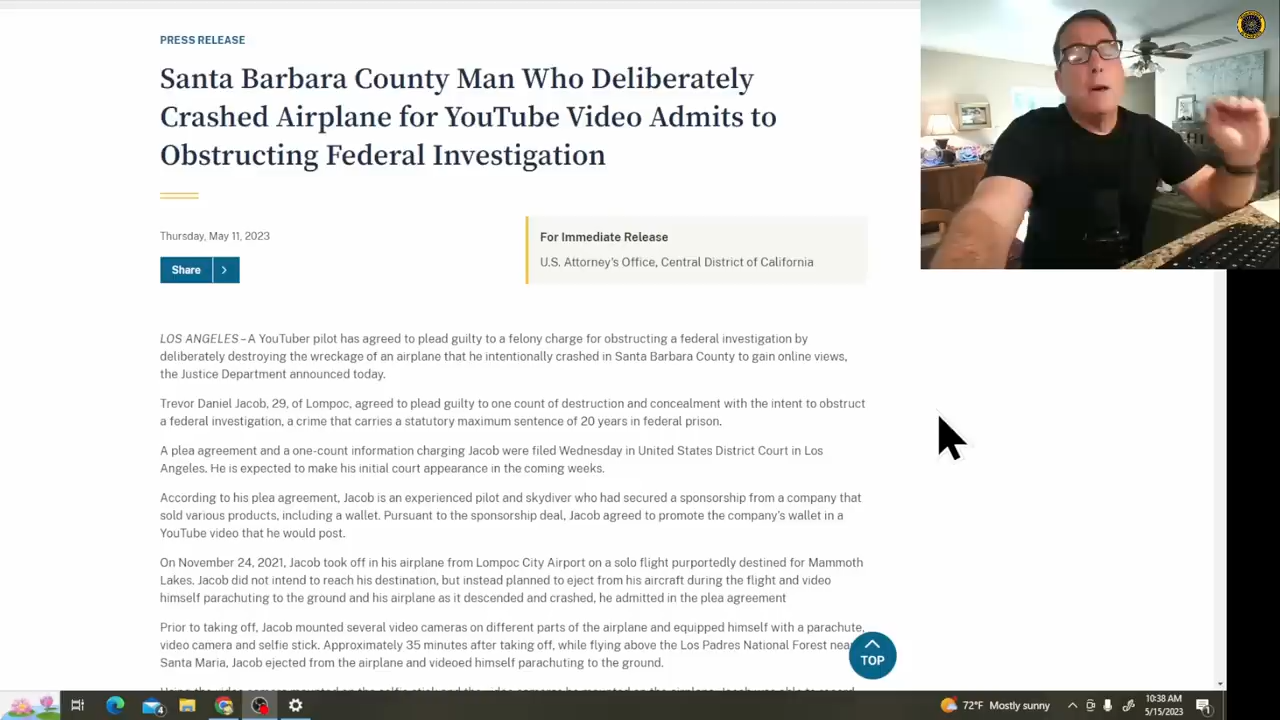 PRESS RELEASE
Santa Barbara County Man Who Deliberately
Crashed Airplane for YouTube Video Admits to
Obstructing Federal Investigation
Thursday, May 11, 2023
For Immediate Release
U.S. Attorney's Office, Central District of California
Share
LOS ANGELES – A YouTuber pilot has agreed to plead guilty to a felony charge for obstructing a federal investigation by
deliberately destroying the wreckage of an airplane that he intentionally crashed in Santa Barbara County to gain online views,
the Justice Department announced today.
Trevor Daniel Jacob, 29, of Lompoc, agreed to plead guilty to one count of destruction and concealment with the intent to obstruct
a federal investigation, a crime that carries a statutory maximum sentence of 20 years in federal prison.
A plea agreement and a one-count information charging Jacob were filed Wednesday in United States District Court in Los
Angeles. He is expected to make his initial court appearance in the coming weeks.
According to his plea agreement, Jacob is an experienced pilot and skydiver who had secured a sponsorship from a company that
sold various products, including a wallet. Pursuant to the sponsorship deal, Jacob agreed to promote the company's wallet in a
YouTube video that he would post.
On November 24, 2021, Jacob took off in his airplane from Lompoc City Airport on a solo flight purportedly destined for Mammoth
Lakes. Jacob did not intend to reach his destination, but instead planned to eject from his aircraft during the flight and video
himself parachuting to the ground and his airplane as it descended and crashed, he admitted in the plea agreement
Prior to taking off, Jacob mounted several video cameras on different parts of the airplane and equipped himself with a parachute,
video camera and selfie stick. Approximately 35 minutes after taking off, while flying above the Los Padres National Forest nea
Santa Maria, Jacob ejected from the airplane and videoed himself parachuting to the ground.
TOP
4
72°F Mostly sunny
10:38 AM
5/15/2023
1